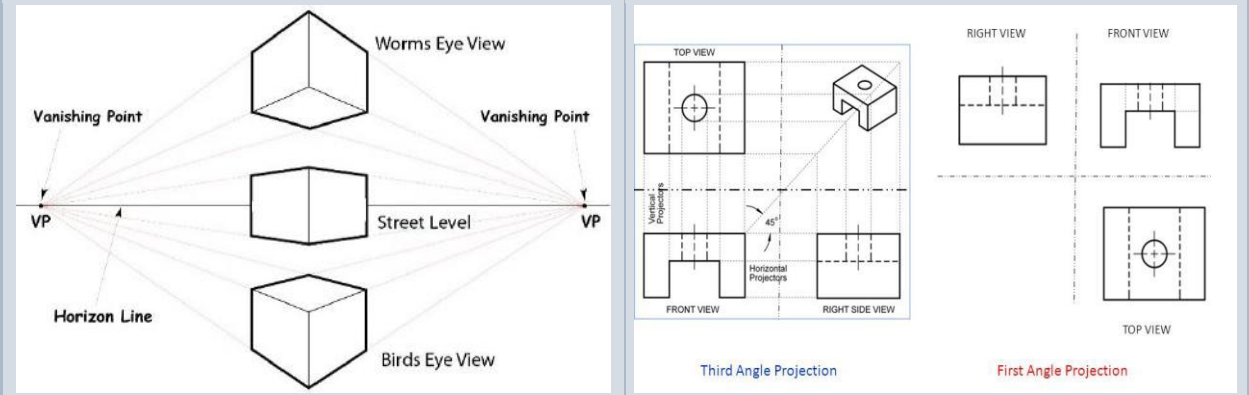 Worms Eye View
Vanishing Point
Vanishing Point
VP
VP
Street Level
Horizon Line
Birds Eye View
TOP VIEW
Vertical
Projectors
45°
Horizontal
Projectors
FRONT VIEW
RIGHT SIDE VIEW
Third Angle Projection
RIGHT VIEW
FRONT VIEW
TOP VIEW
First Angle Projection